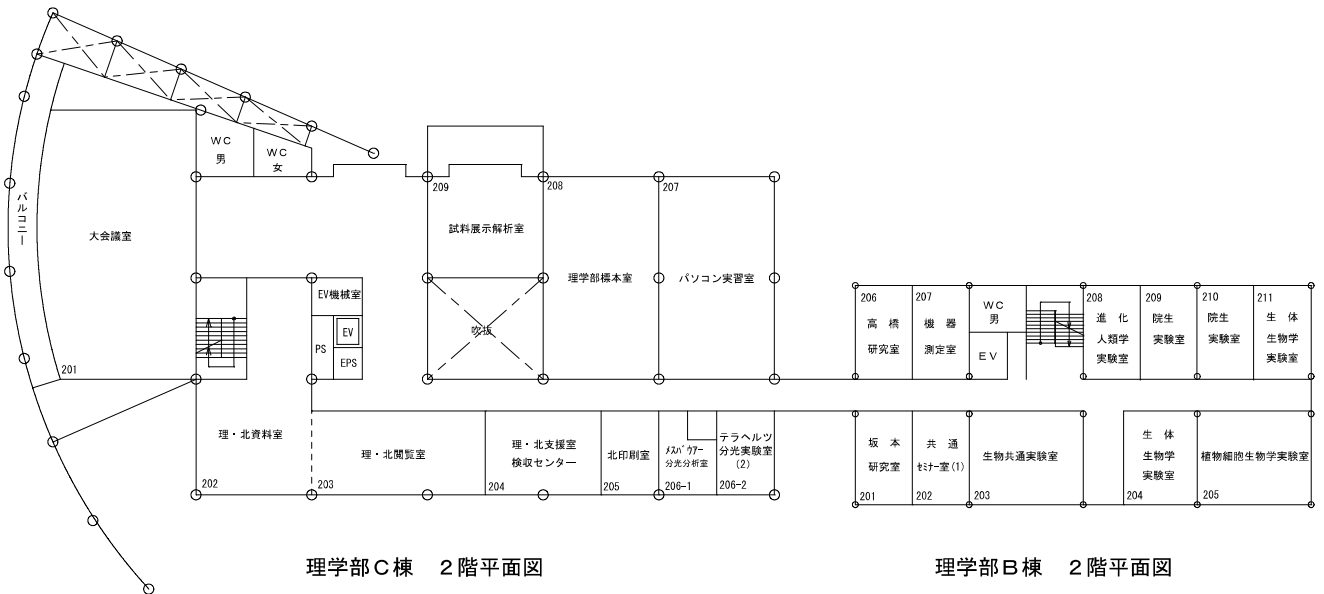 WC
男
WC
女
バルコニー
大会議室
201
209
試料展示解析室
208
理学部標本室
207
パソコン実習室
EV機械室
EV
PS
EPS
吹抜
理・北資料室
202
理・北閲覧室
203
理・北支援室
検収センター
204
北印刷室
205
メスバウアー
分光分析室
206-1
テラヘルツ
分光実験室
(2)
206-2
理学部C棟 2階平面図
206
高橋
研究室
207
機器
測定室
WC
男
EV
208
進化
人類学
実験室
209
院生
実験室
210
院生
実験室
211
生体
生物学
実験室
坂本
研究室
201
共通
セミナー室(1)
202
生物共通実験室
203
生体
生物学
実験室
204
植物細胞生物学実験室
205
理学部B棟 2階平面図